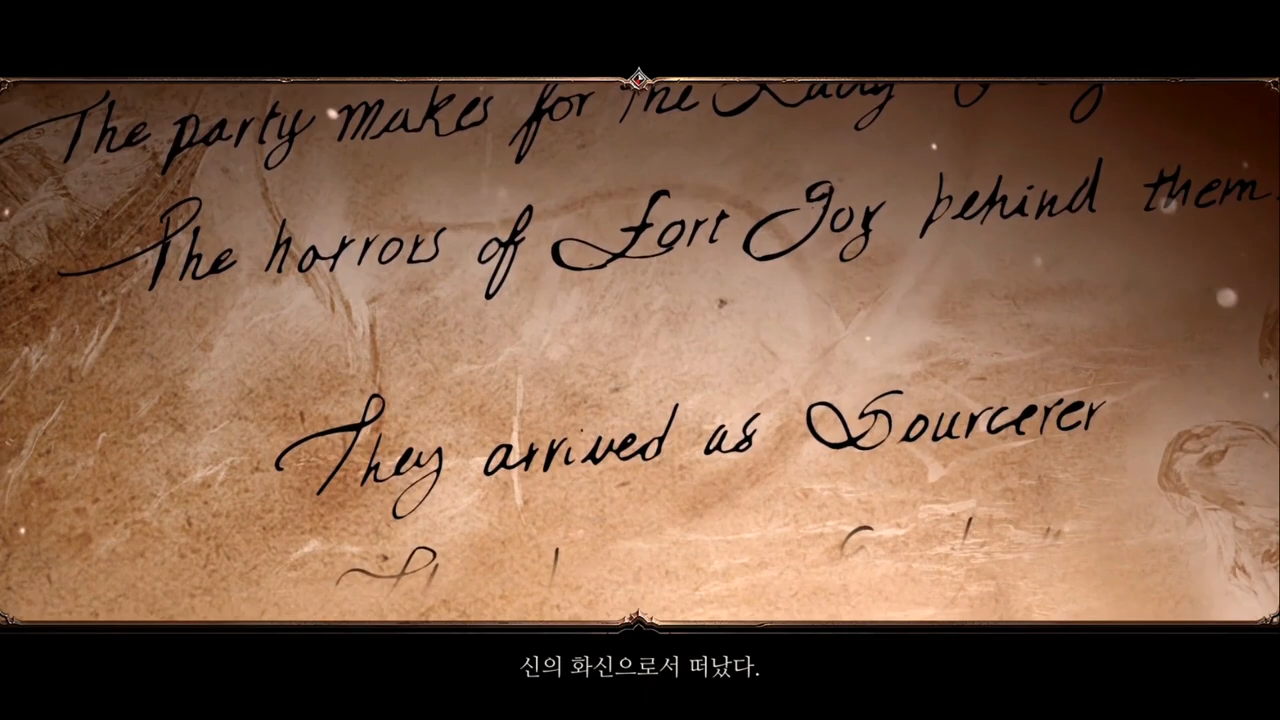 The party makes for the Lady
The horrors of Fort Joy behind them.
They arrived as Sourcerer
신의 화신으로서 떠났다.